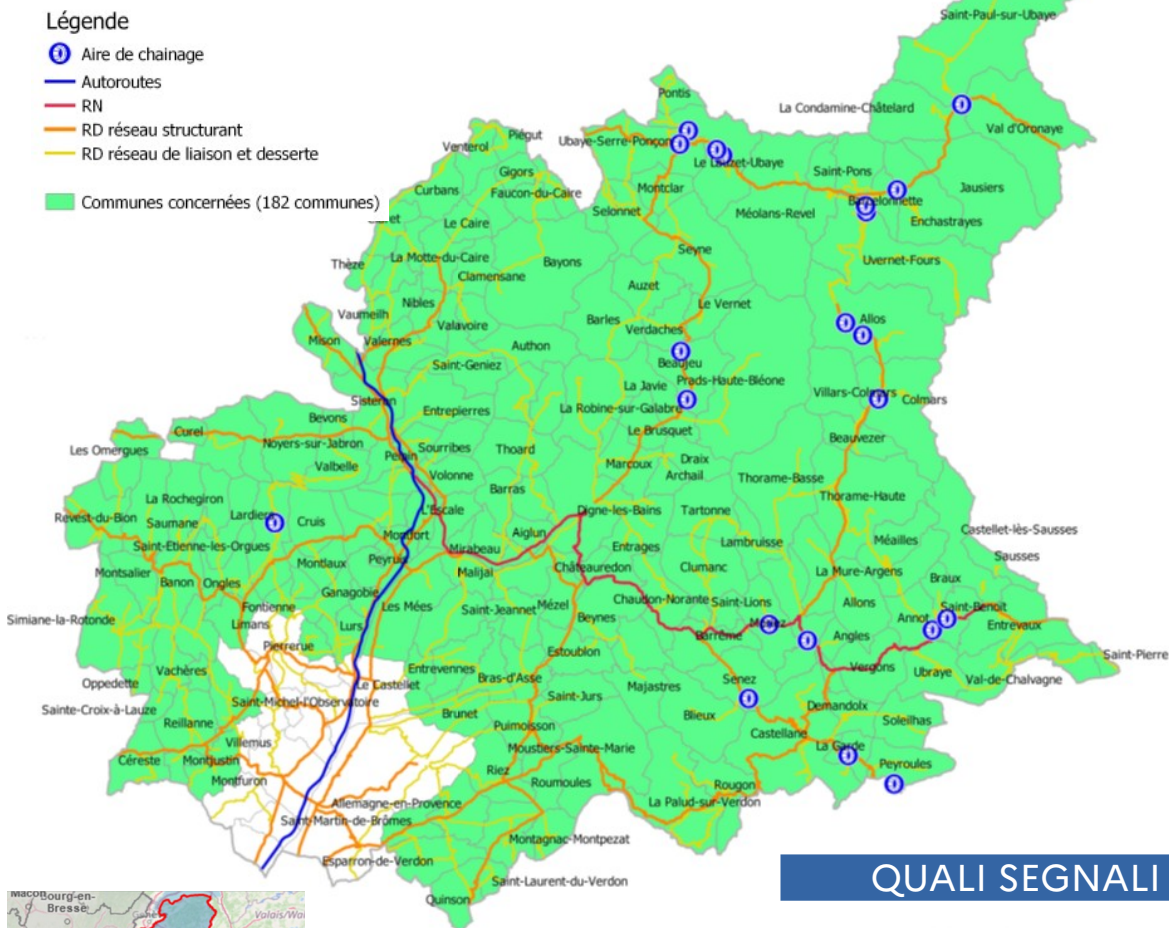 Légende
Aire de chainage
Autoroutes
RN
RD réseau structurant
RD réseau de liaison et desserte
Communes concernées (182 communes)
Saint-Paul-sur-Ubaye
Pontis
La Condamine-Châtelard
Val d'Oronaye
Piégut
Venterol
Ubaye-Serre-Ponçon
Le Lauzet-Ubaye
Gigors
Saint-Pons
Curbans
Faucon-du-Caire
Montclar
Jausiers
Barcelonnette
Selonnet
Méolans-Revel
Enchastrayes
Le Caire
Seyne
La Motte-du-Caire
Thèze
Bayons
Uvernet-Fours
Clamensane
Auzet
Nibles
Le Vernet
Vaumeilh
Barles
Allos
Valavoire
Verdaches
Mison
Valernes
Authon
Saint-Geniez
Beaujeu
La Javie
Prads-Haute-Bléone
Villars-Colmars
Colmars
Sisteron
Entrepierres
La Robine-sur-Galabre
Bevons
Curel
Le Brusquet
Beauvezer
Les Omergues
Noyers-sur-Jabron
Sourribes
Thoard
Peipin
Valbelle
Marcoux
Draix
Volonne
Archail
Thorame-Basse
Barras
La Rochegiron
Thorame-Haute
Revest-du-Bion
Saumane
Lardiers
Cruis
L'Escale
Digne-les-Bains
Tartonne
Castellet-lès-Sausses
Aiglun
Montfort
Saint-Etienne-les-Orgues
Mirabeau
Entrages
Lambruisse
Méailles
Sausses
Peyruis
Montsalier
Banon
Ongles
Montlaux
Malijai
Châteauredon
Clumanc
La Mure-Argens
Braux
Ganagobie
Fontienne
Les Mées
Saint-Jeannet
Mézel
Chaudon-Norante
Saint-Lions
Allons
Saint-Benoit
Simiane-la-Rotonde
Limans
Lurs
Beynes
Moriez
Annot
Entrevaux
Barrême
Angles
Pierrerue
Estoublon
Saint-Pierre
Vachères
Entrevennes
Vergons
Ubraye
Val-de-Chalvagne
Oppedette
Le Castellet
Bras-d'Asse
Majastres
Senez
Sainte-Croix-à-Lauze
Saint-Michel-l'Observatoire
Saint-Jurs
Demandolx
Reillanne
Brunet
Blieux
Soleilhas
Puimoisson
Villemus
Castellane
Moustiers-Sainte-Marie
La Garde
Céreste
Montjustin
Peyroules
Montfuron
Riez
Roumoules
Rougon
Allemagne-en-Provence
La Palud-sur-Verdon
Saint-Martin-de-Brômes
Montagnac-Montpezat
Esparron-de-Verdon
Saint-Laurent-du-Verdon
Quinson
QUALI SEGNALI
Bourg-en-
Bresse